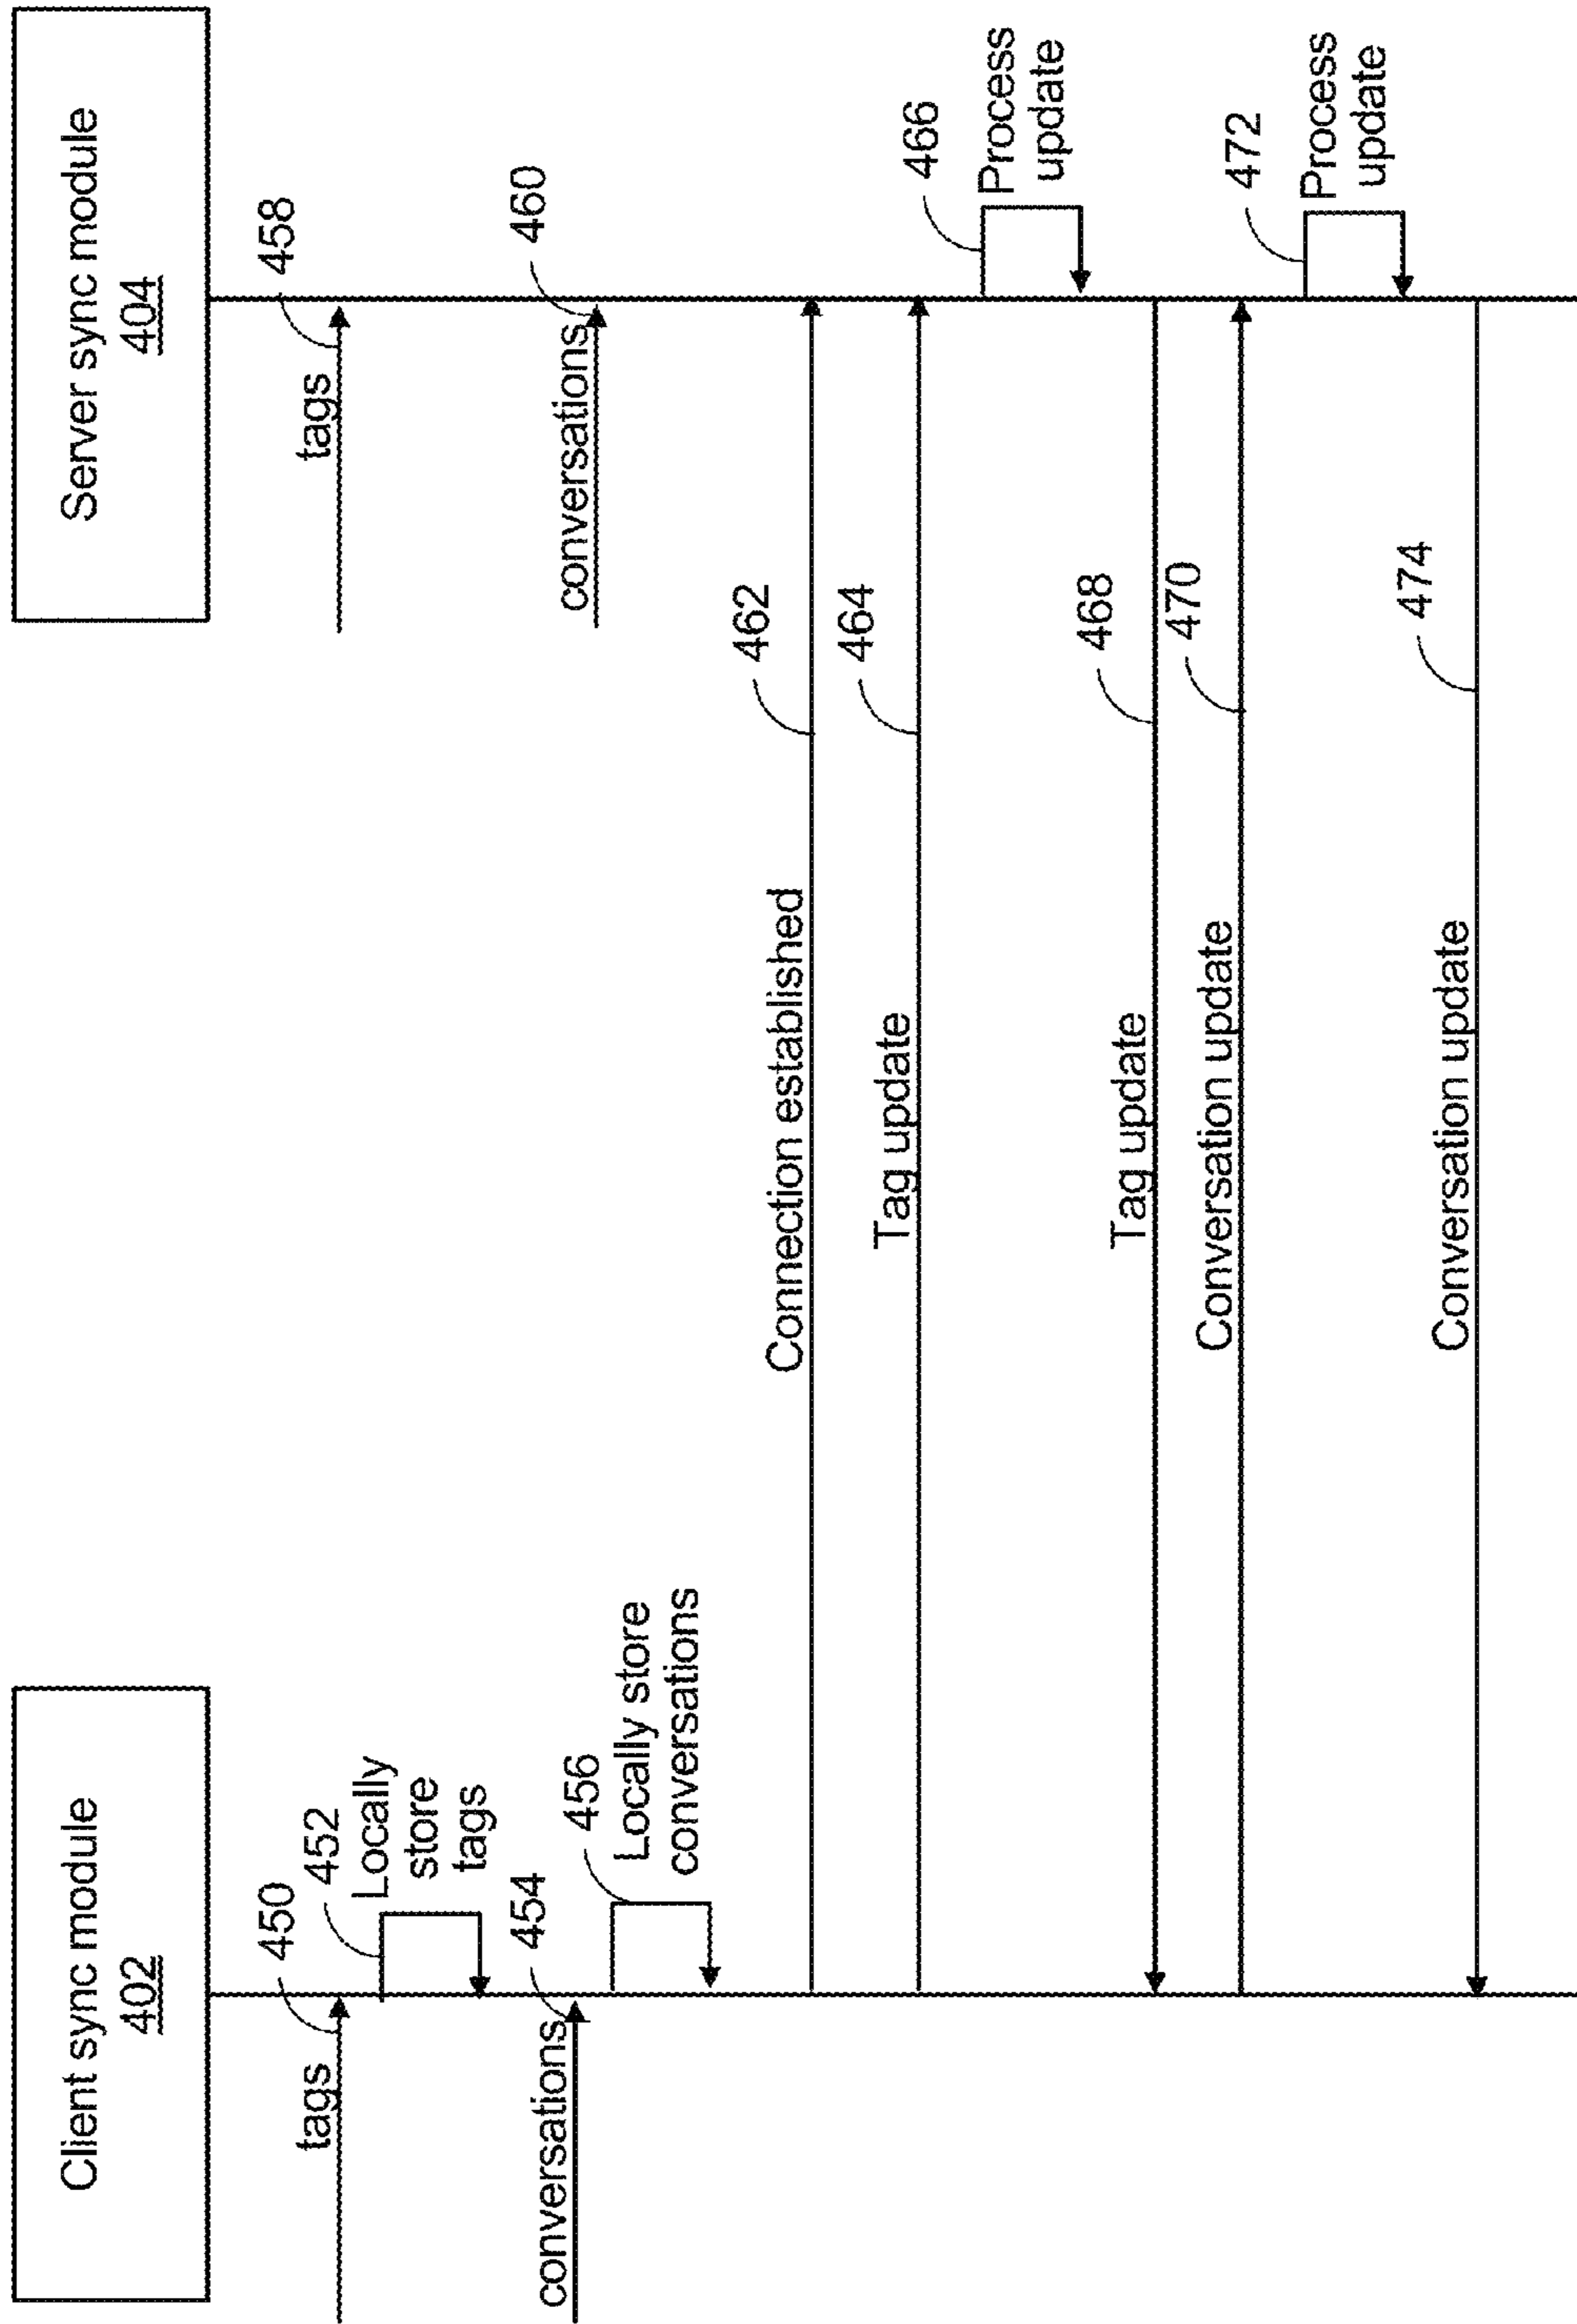 Client sync module
402
Server sync module
404
tags
450
452
Locally
store
tags
conversations
454
456
Locally store
conversations
tags
458
conversations
460
Connection established
462
Tag update
464
466
Process
update
Tag update
468
Conversation update
470
472
Process
update
Conversation update
474